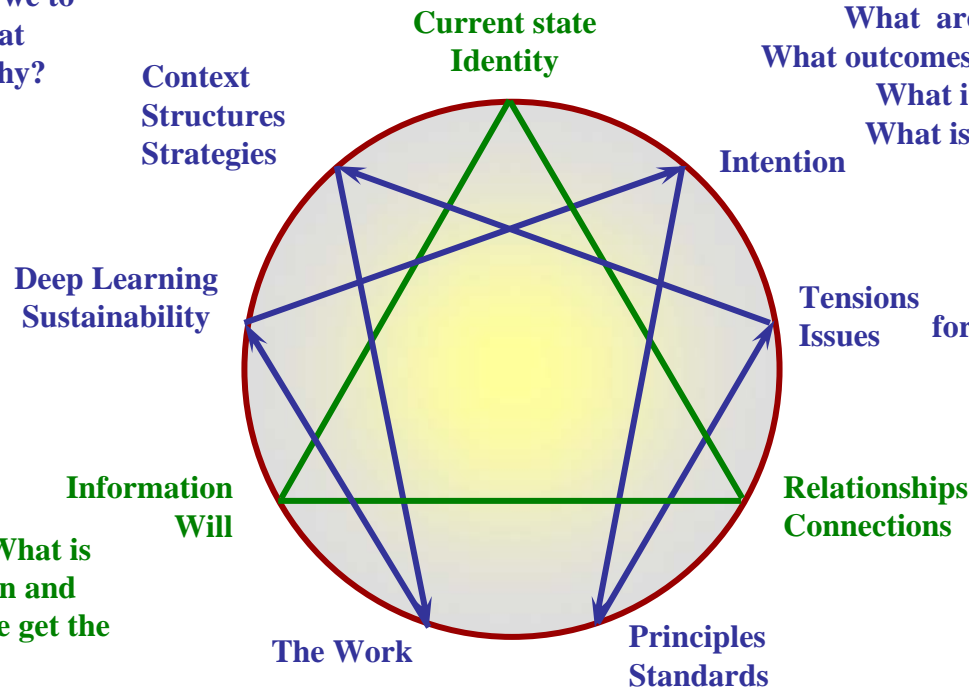 we to
at
hy?
Current state
Identity
What are
What outcomes
What i
What is
Context
Structures
Strategies
Intention
Deep Learning
Sustainability
Tensions
Issues
for
Information
Will
Relationships
Connections
What is
n and
e get the
The Work
Principles
Standards